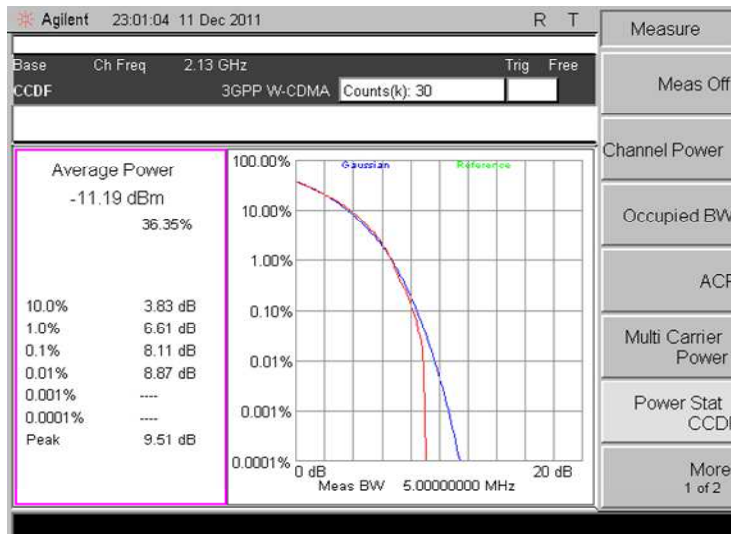 Agilent 23:01:04 11 Dec 2011 R T
Base Ch Freq 2.13 GHz Trig Free
CCDF 3GPP W-CDMA Counts(k): 30
Average Power
-11.19 dBm
36.35%
10.0% 3.83 dB
1.0% 6.61 dB
0.1% 8.11 dB
0.01% 8.87 dB
0.001% ----
0.0001% ----
Peak 9.51 dB
Gaussian Reference
100.00%
10.00%
1.00%
0.10%
0.01%
0.001%
0.0001%
0 dB 20 dB
Meas BW 5.00000000 MHz
Measure
Meas Off
Channel Power
Occupied BW
ACP
Multi Carrier
Power
Power Stat
CCDF
More
1 of 2